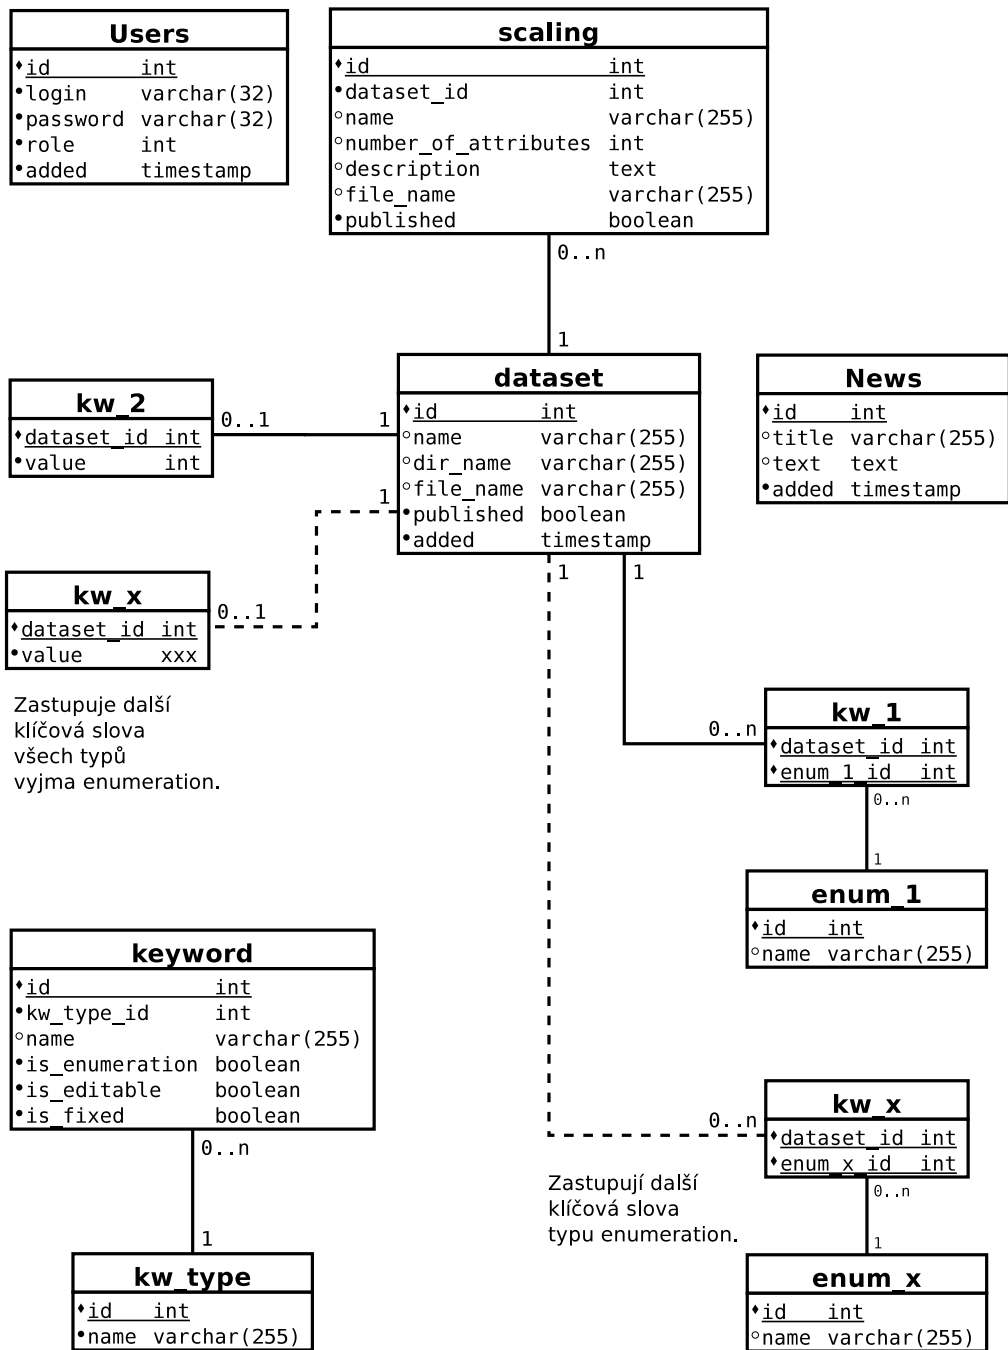 Users
id int
login varchar(32)
password varchar(32)
role int
added timestamp
scaling
id int
dataset_id int
name varchar(255)
number_of_attributes int
description text
file_name varchar(255)
published boolean
0..n
1
dataset
id int
name varchar(255)
dir_name varchar(255)
file_name varchar(255)
published boolean
added timestamp
News
id int
title varchar(255)
text text
added timestamp
kw_2
dataset_id int
value int
0..1 1
1
kw_x
dataset_id int
value xxx
0..1
Zastupuje další
klíčová slova
všech typů
vyjma enumeration.
1 1
0..n
kw_1
dataset_id int
enum_1_id int
0..n
1
enum_1
id int
name varchar(255)
keyword
id int
kw_type_id int
name varchar(255)
is_enumeration boolean
is_editable boolean
is_fixed boolean
0..n
1
kw_type
id int
name varchar(255)
0..n
kw_x
dataset_id int
enum_x_id int
Zastupují další
klíčová slova
typu enumeration.
0..n
1
enum_x
id int
name varchar(255)